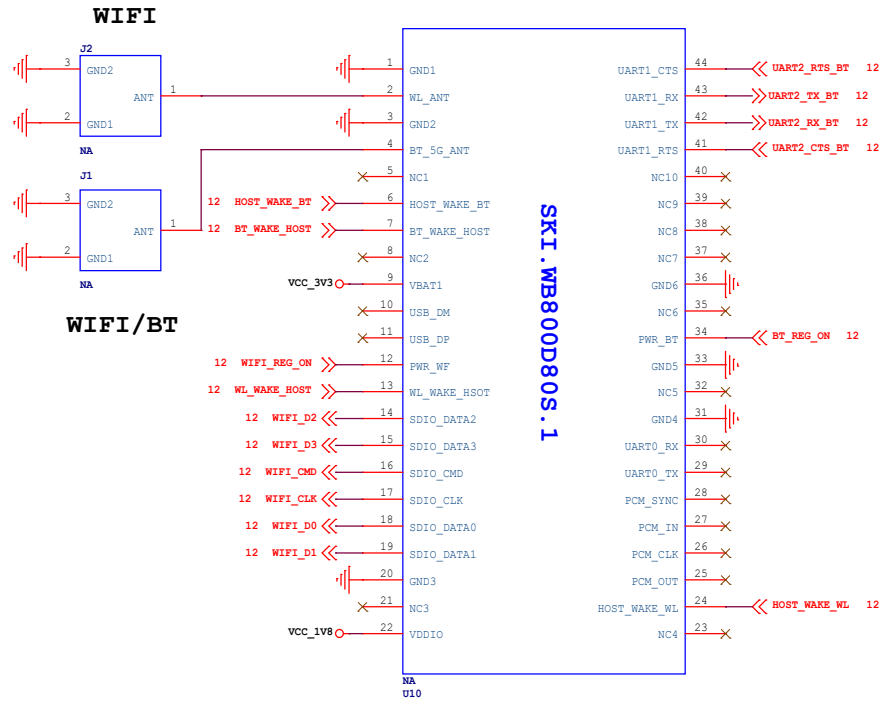 WIFI
J2
3 GND2
ANT 1
2 GND1
NA
J1
3 GND2
ANT 1
2 GND1
NA
WIFI/BT
1 GND1
2 WL_ANT
3 GND2
4 BT_5G_ANT
5 NC1
12 HOST_WAKE_BT 6 HOST_WAKE_BT
12 BT_WAKE_HOST 7 BT_WAKE_HOST
8 NC2
VCC_3V3 9 VBAT1
10 USB_DM
11 USB_DP
12 WIFI_REG_ON 12 PWR_WF
12 WL_WAKE_HOST 13 WL_WAKE_HSOT
12 WIFI_D2 14 SDIO_DATA2
12 WIFI_D3 15 SDIO_DATA3
12 WIFI_CMD 16 SDIO_CMD
12 WIFI_CLK 17 SDIO_CLK
12 WIFI_D0 18 SDIO_DATA0
12 WIFI_D1 19 SDIO_DATA1
20 GND3
21 NC3
VCC_1V8 22 VDDIO
SKI.WB800D80S.1
UART1_CTS 44 UART2_RTS_BT 12
UART1_RX 43 UART2_TX_BT 12
UART1_TX 42 UART2_RX_BT 12
UART1_RTS 41 UART2_CTS_BT 12
NC10 40
NC9 39
NC8 38
NC7 37
GND6 36
NC6 35
PWR_BT 34 BT_REG_ON 12
GND5 33
NC5 32
GND4 31
UART0_RX 30
UART0_TX 29
PCM_SYNC 28
PCM_IN 27
PCM_CLK 26
PCM_OUT 25
HOST_WAKE_WL 24 HOST_WAKE_WL 12
NC4 23
NA
U10